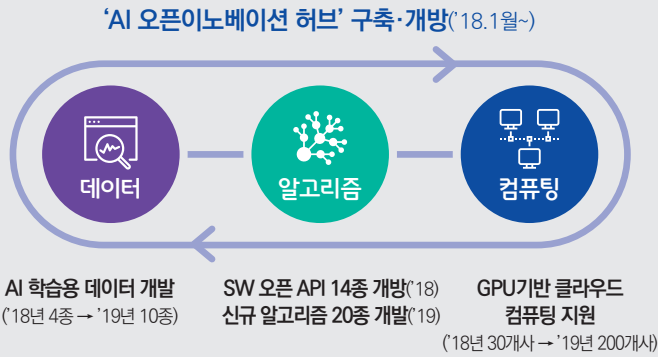 ‘AI 오픈이노베이션 허브’ 구축·개방(’18.1월~)
데이터
알고리즘
컴퓨팅
AI 학습용 데이터 개발
(’18년 4종 → ’19년 10종)
SW 오픈 API 14종 개방(’18)
신규 알고리즘 20종 개발(’19)
GPU기반 클라우드
컴퓨팅 지원
(’18년 30개사 → ’19년 200개사)